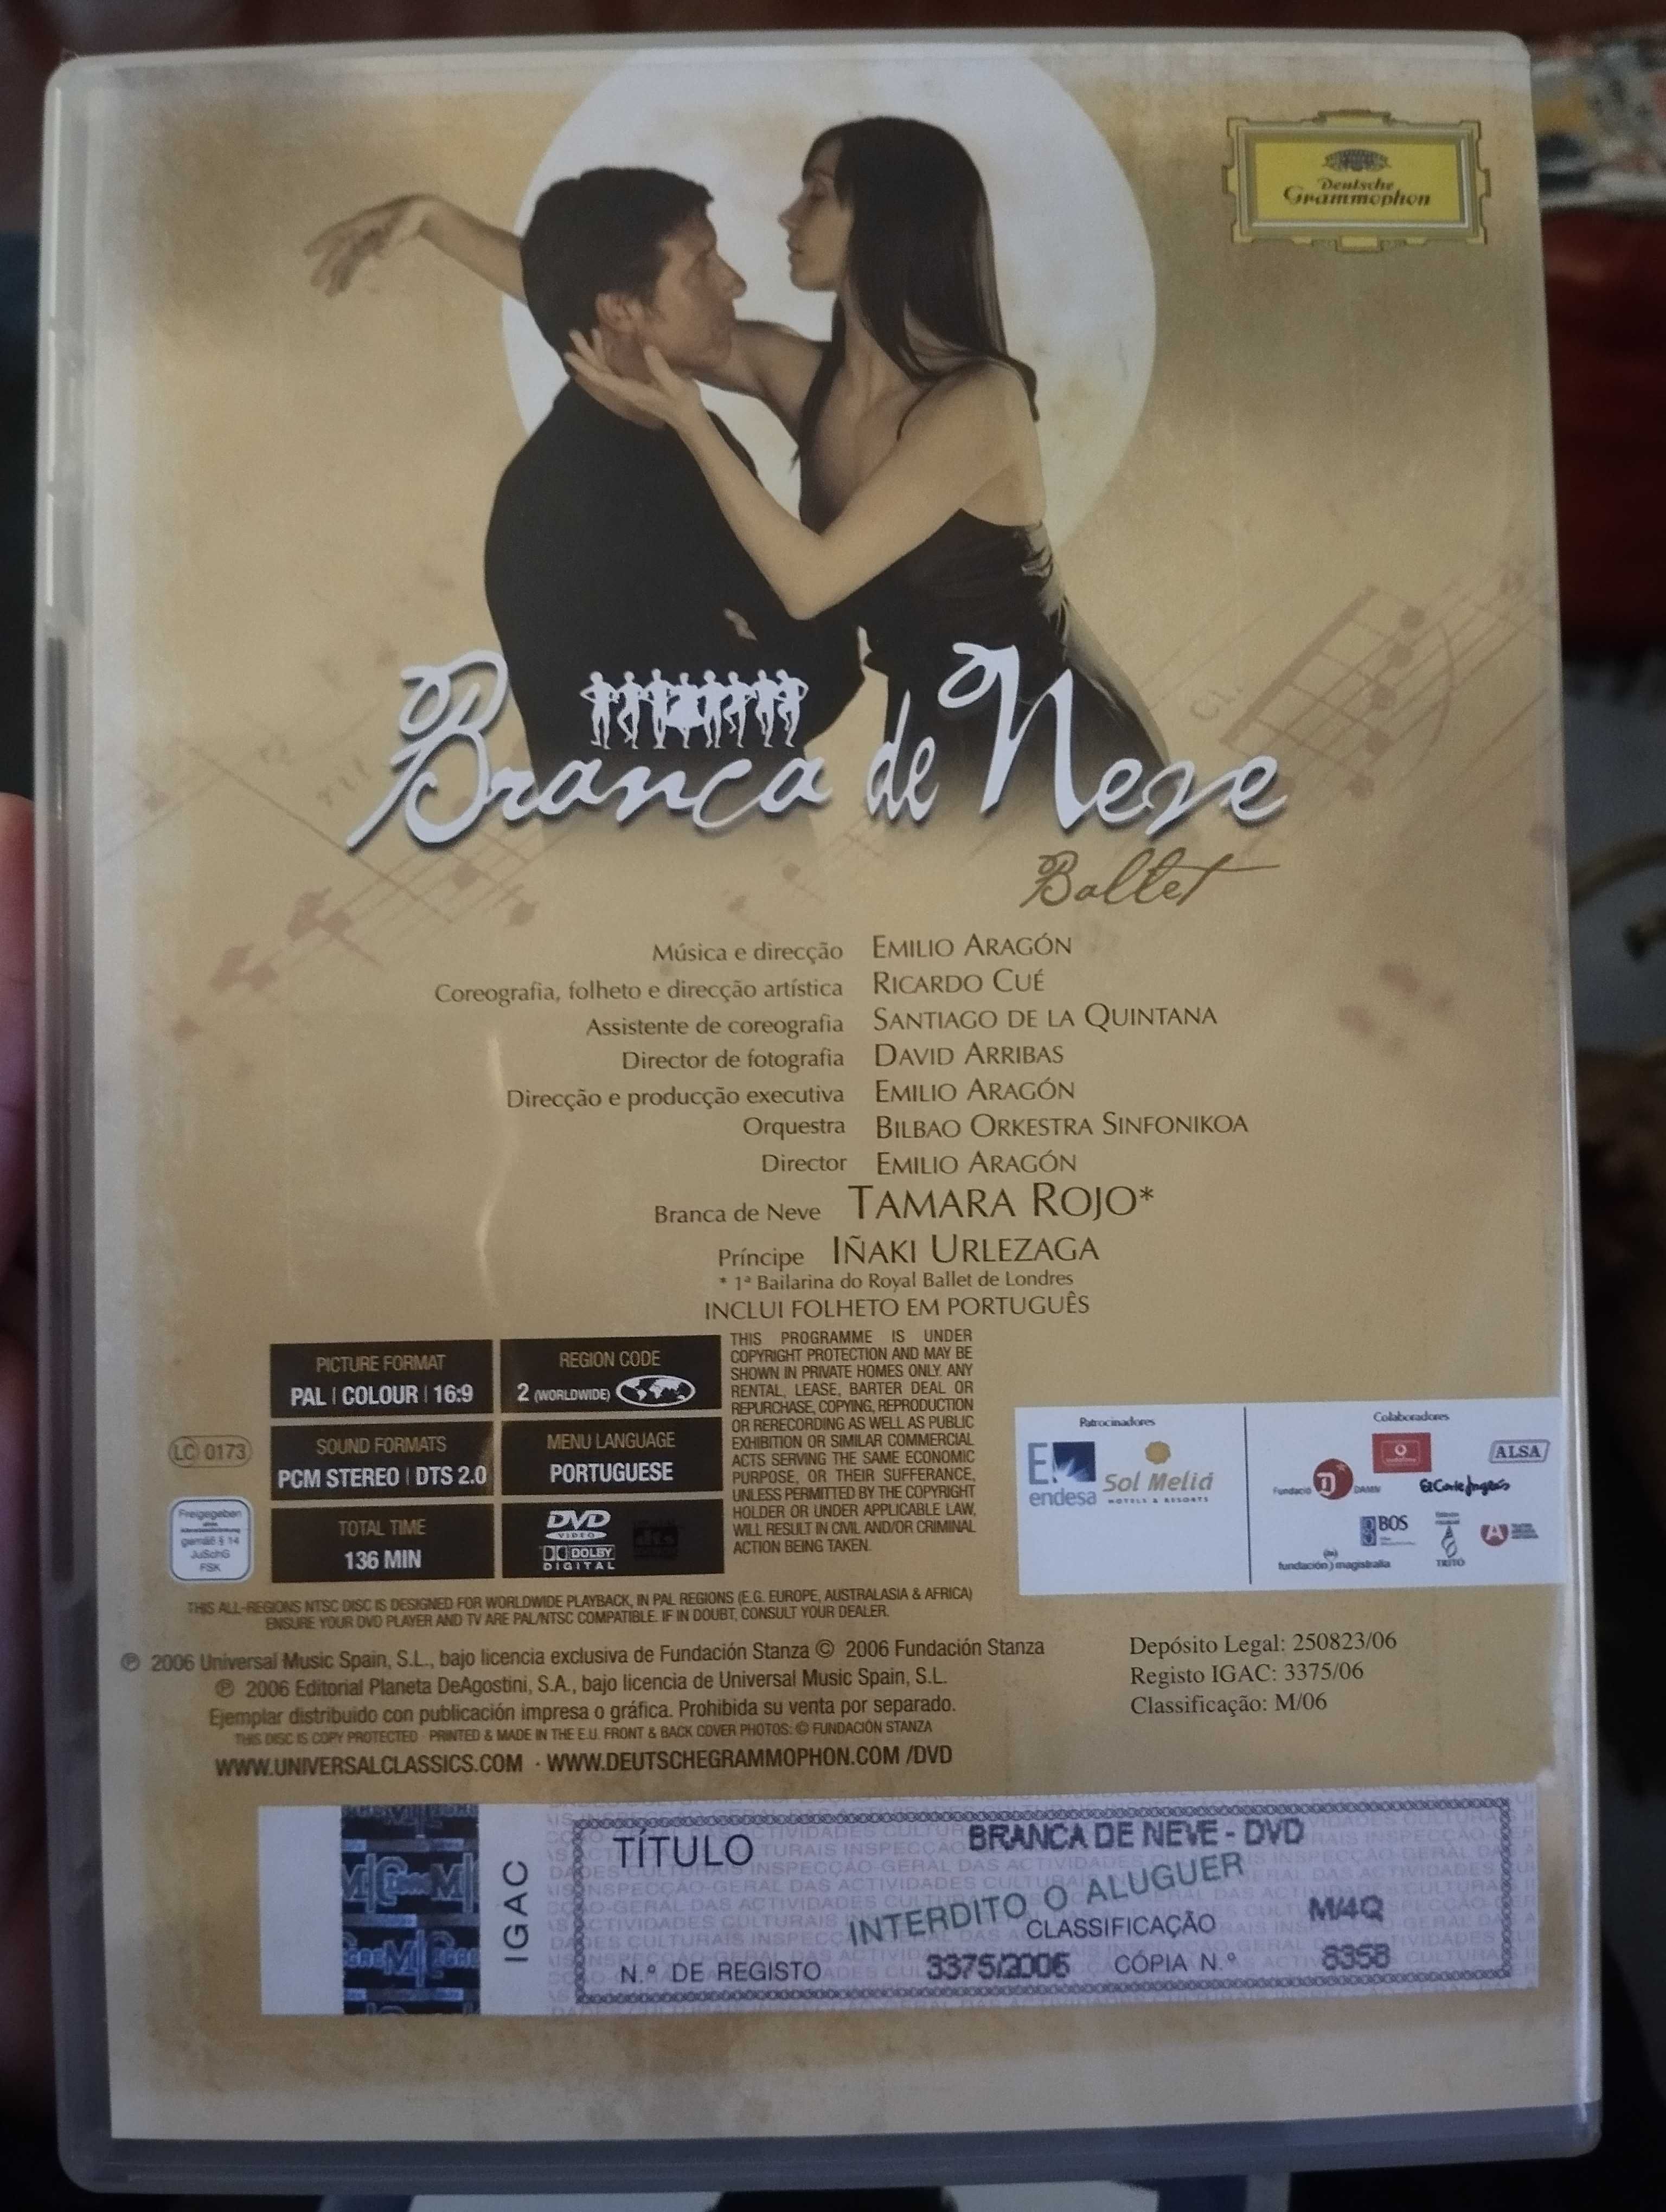 Deutsche
Grammophon
Branca de Neve
Ballet
Música e direcção EMILIO ARAGÓN
Coreografia, folheto e direcção artística RICARDO CUÉ
Assistente de coreografia SANTIAGO DE LA QUINTANA
Director de fotografia DAVID ARRIBAS
Direcção e producção executiva EMILIO ARAGÓN
Orquestra BILBAO ORKESTRA SINFONIKOA
Director EMILIO ARAGÓN
Branca de Neve TAMARA ROJO*
Príncipe IÑAKI URLEZAGA
* 1ª Bailarina do Royal Ballet de Londres
INCLUI FOLHETO EM PORTUGUÊS
PICTURE FORMAT
PAL | COLOUR | 16:9
REGION CODE
2 (WORLDWIDE)
SOUND FORMATS
PCM STEREO | DTS 2.0
MENU LANGUAGE
PORTUGUESE
TOTAL TIME
136 MIN
DVD
VIDEO
DOLBY
DIGITAL
dts
LC 0173
Freigegeben
gemäß § 14
JuSchG
FSK
THIS PROGRAMME IS UNDER
COPYRIGHT PROTECTION AND MAY BE
SHOWN IN PRIVATE HOMES ONLY. ANY
RENTAL, LEASE, BARTER DEAL OR
REPURCHASE, COPYING, REPRODUCTION
OR RERECORDING AS WELL AS PUBLIC
EXHIBITION OR SIMILAR COMMERCIAL
ACTS SERVING THE SAME ECONOMIC
PURPOSE, OR THEIR SUFFERANCE,
UNLESS PERMITTED BY THE COPYRIGHT
HOLDER OR UNDER APPLICABLE LAW,
WILL RESULT IN CIVIL AND/OR CRIMINAL
ACTION BEING TAKEN.
Patrocinadores
endesa
Sol Meliá
HOTELS & RESORTS
Colaboradores
vodafone
ALSA
Fundació DAMM
El Corte Inglés
BOS
fundación magistralia
TRITÓ
THIS ALL-REGIONS NTSC DISC IS DESIGNED FOR WORLDWIDE PLAYBACK, IN PAL REGIONS (E.G. EUROPE, AUSTRALASIA & AFRICA)
ENSURE YOUR DVD PLAYER AND TV ARE PAL/NTSC COMPATIBLE. IF IN DOUBT, CONSULT YOUR DEALER.
℗ 2006 Universal Music Spain, S.L., bajo licencia exclusiva de Fundación Stanza © 2006 Fundación Stanza
℗ 2006 Editorial Planeta DeAgostini, S.A., bajo licencia de Universal Music Spain, S.L.
Ejemplar distribuido con publicación impresa o gráfica. Prohibida su venta por separado.
THIS DISC IS COPY PROTECTED · PRINTED & MADE IN THE E.U. FRONT & BACK COVER PHOTOS: © FUNDACIÓN STANZA
WWW.UNIVERSALCLASSICS.COM · WWW.DEUTSCHEGRAMMOPHON.COM /DVD
Depósito Legal: 250823/06
Registo IGAC: 3375/06
Classificação: M/06
IGAC
TÍTULO BRANCA DE NEVE - DVD
INTERDITO O ALUGUER
CLASSIFICAÇÃO M/4Q
N.º DE REGISTO 3375/2006 CÓPIA N.º 8358